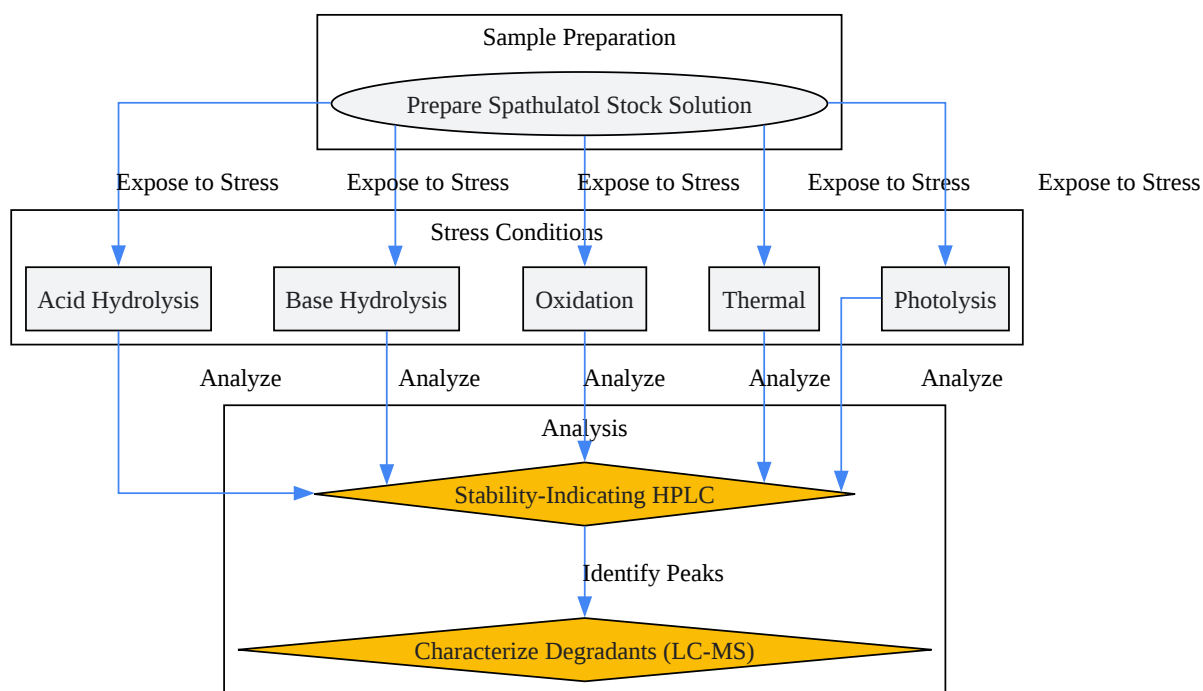 Sample Preparation
Prepare Spathulatol Stock Solution
Expose to Stress
Expose to Stress
Expose to Stress
Expose to Stress
Expose to Stress
Stress Conditions
Acid Hydrolysis
Base Hydrolysis
Oxidation
Thermal
Photolysis
Analyze
Analyze
Analyze
Analyze
Analyze
Analysis
Stability-Indicating HPLC
Identify Peaks
Characterize Degradants (LC-MS)